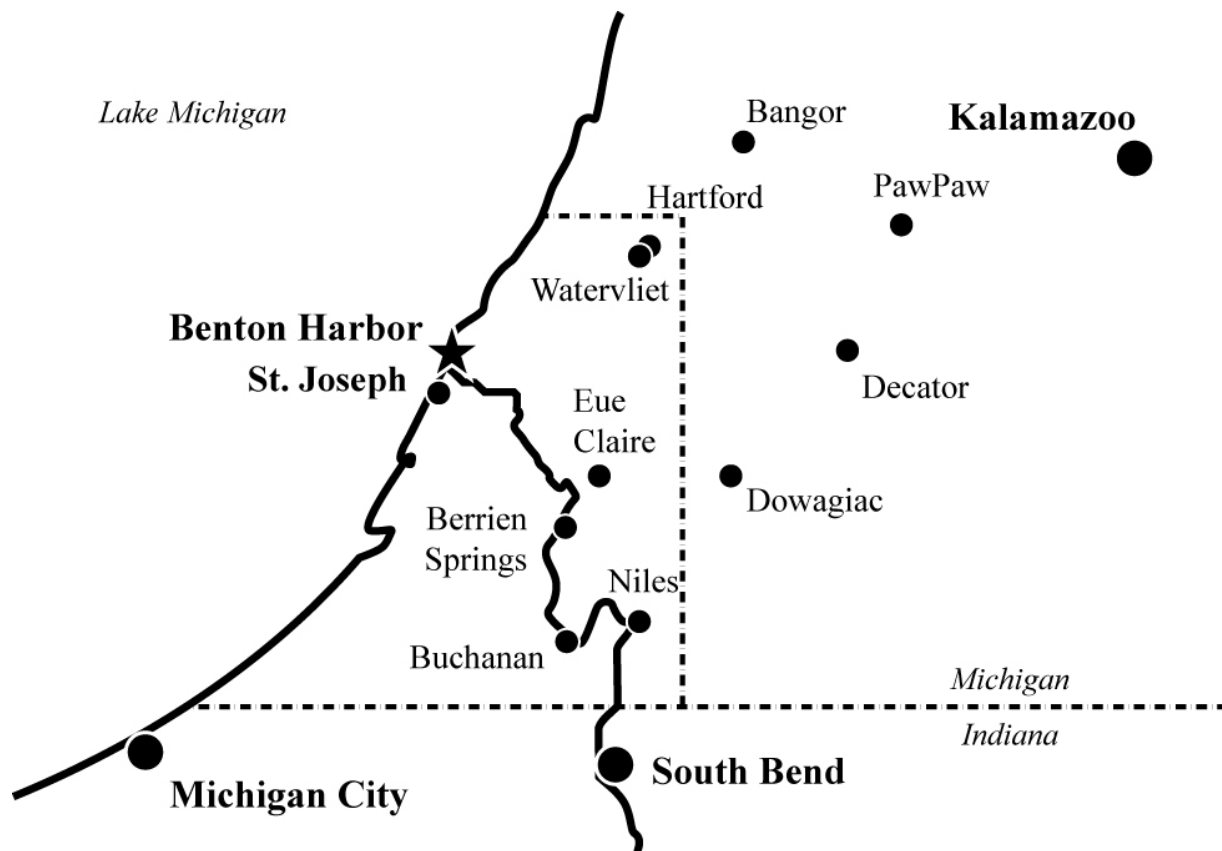 Lake Michigan
Bangor
Kalamazoo
PawPaw
Hartford
Watervliet
Benton Harbor
St. Joseph
Decator
Eue
Claire
Dowagiac
Berrien
Springs
Niles
Buchanan
Michigan
Indiana
South Bend
Michigan City